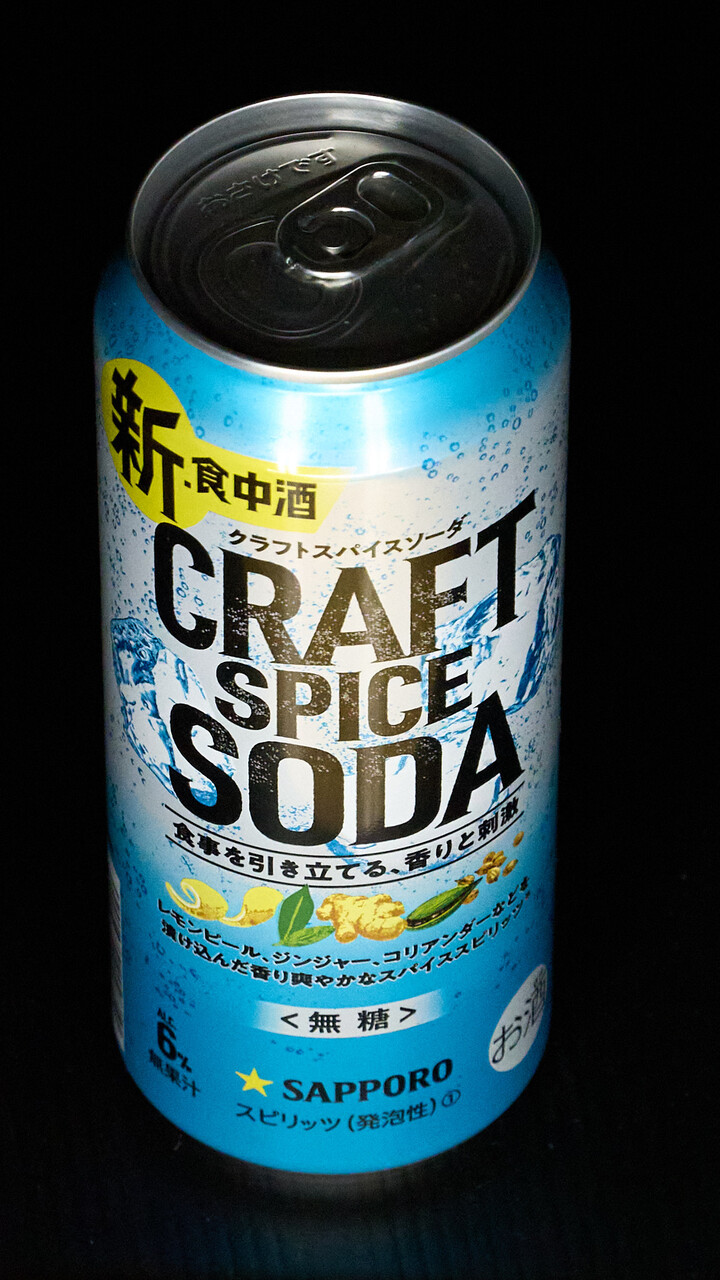 おさけです
新・食中酒
クラフトスパイスソーダ
CRAFT
SPICE
SODA
食事を引き立てる、香りと刺激
レモンピール、ジンジャー、コリアンダーなどを
漬け込んだ香り爽やかなスパイススピリッツ
<無糖>
お酒
ALC.
6%
無果汁
SAPPORO
スピリッツ(発泡性)①